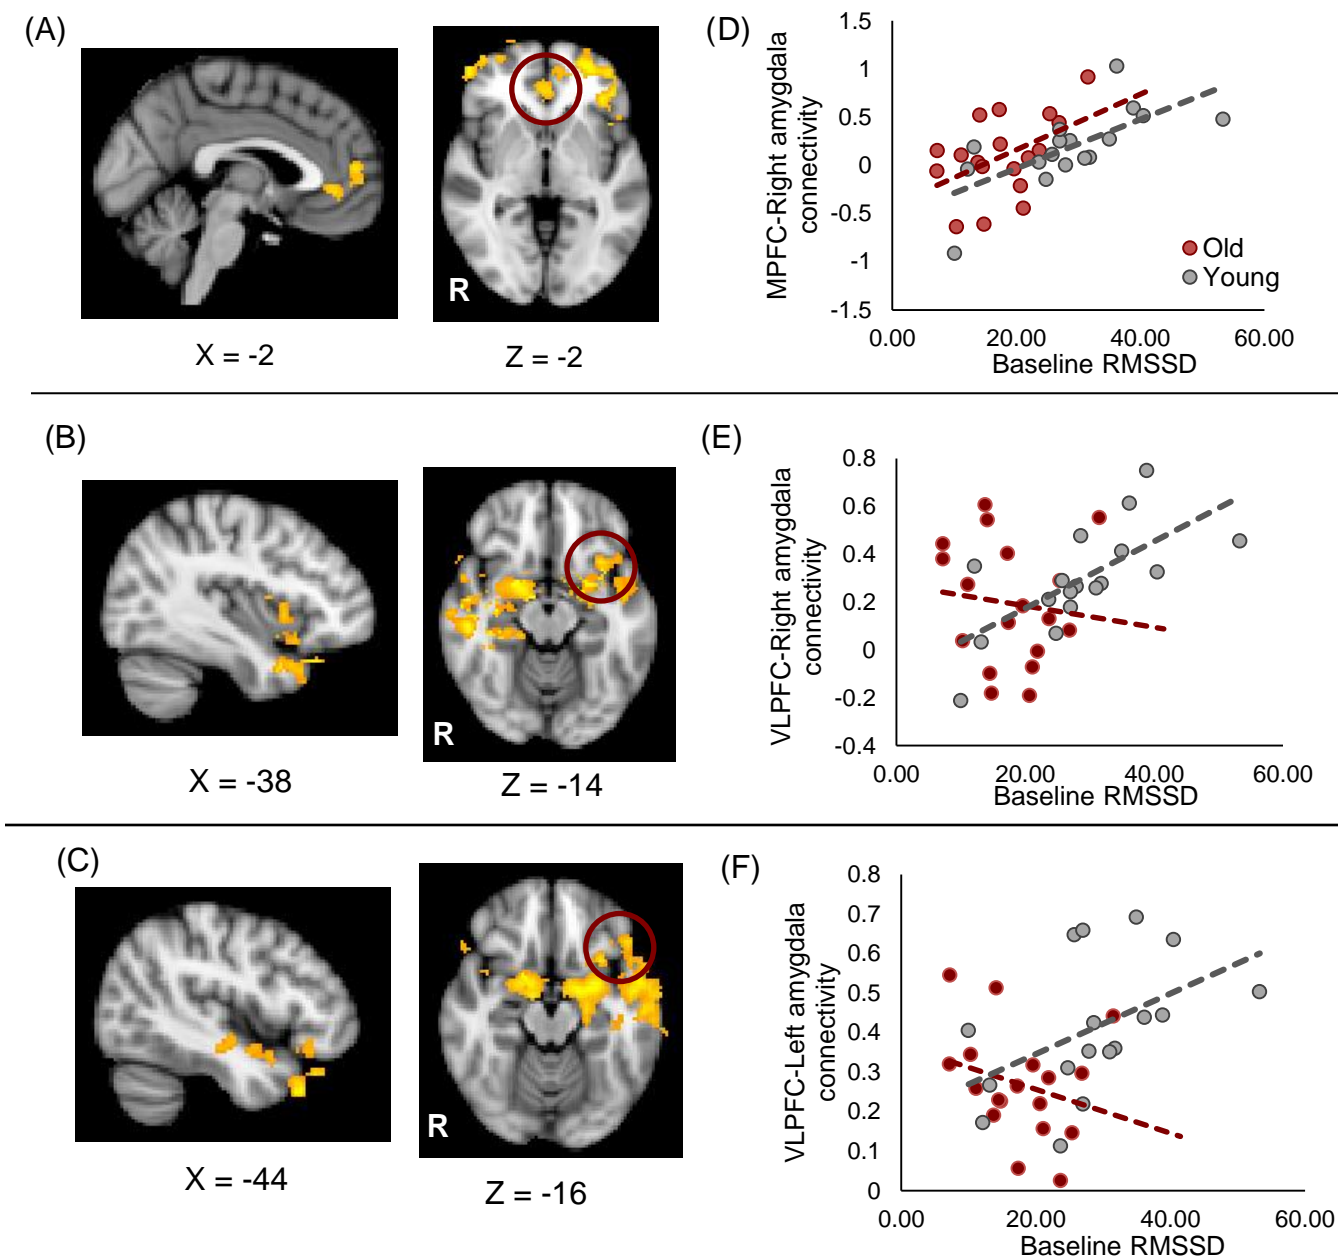 (A)
R
X = -2
Z = -2
(D)
MPFC-Right amygdala
connectivity
1.5
1
0.5
0
-0.5
-1
-1.5
0.00 20.00 40.00 60.00
Baseline RMSSD
Old
Young
(B)
R
X = -38
Z = -14
(E)
VLPFC-Right amygdala
connectivity
0.8
0.6
0.4
0.2
0
-0.2
-0.4
0.00 20.00 40.00 60.00
Baseline RMSSD
(C)
R
X = -44
Z = -16
(F)
VLPFC-Left amygdala
connectivity
0.8
0.7
0.6
0.5
0.4
0.3
0.2
0.1
0
0.00 20.00 40.00 60.00
Baseline RMSSD